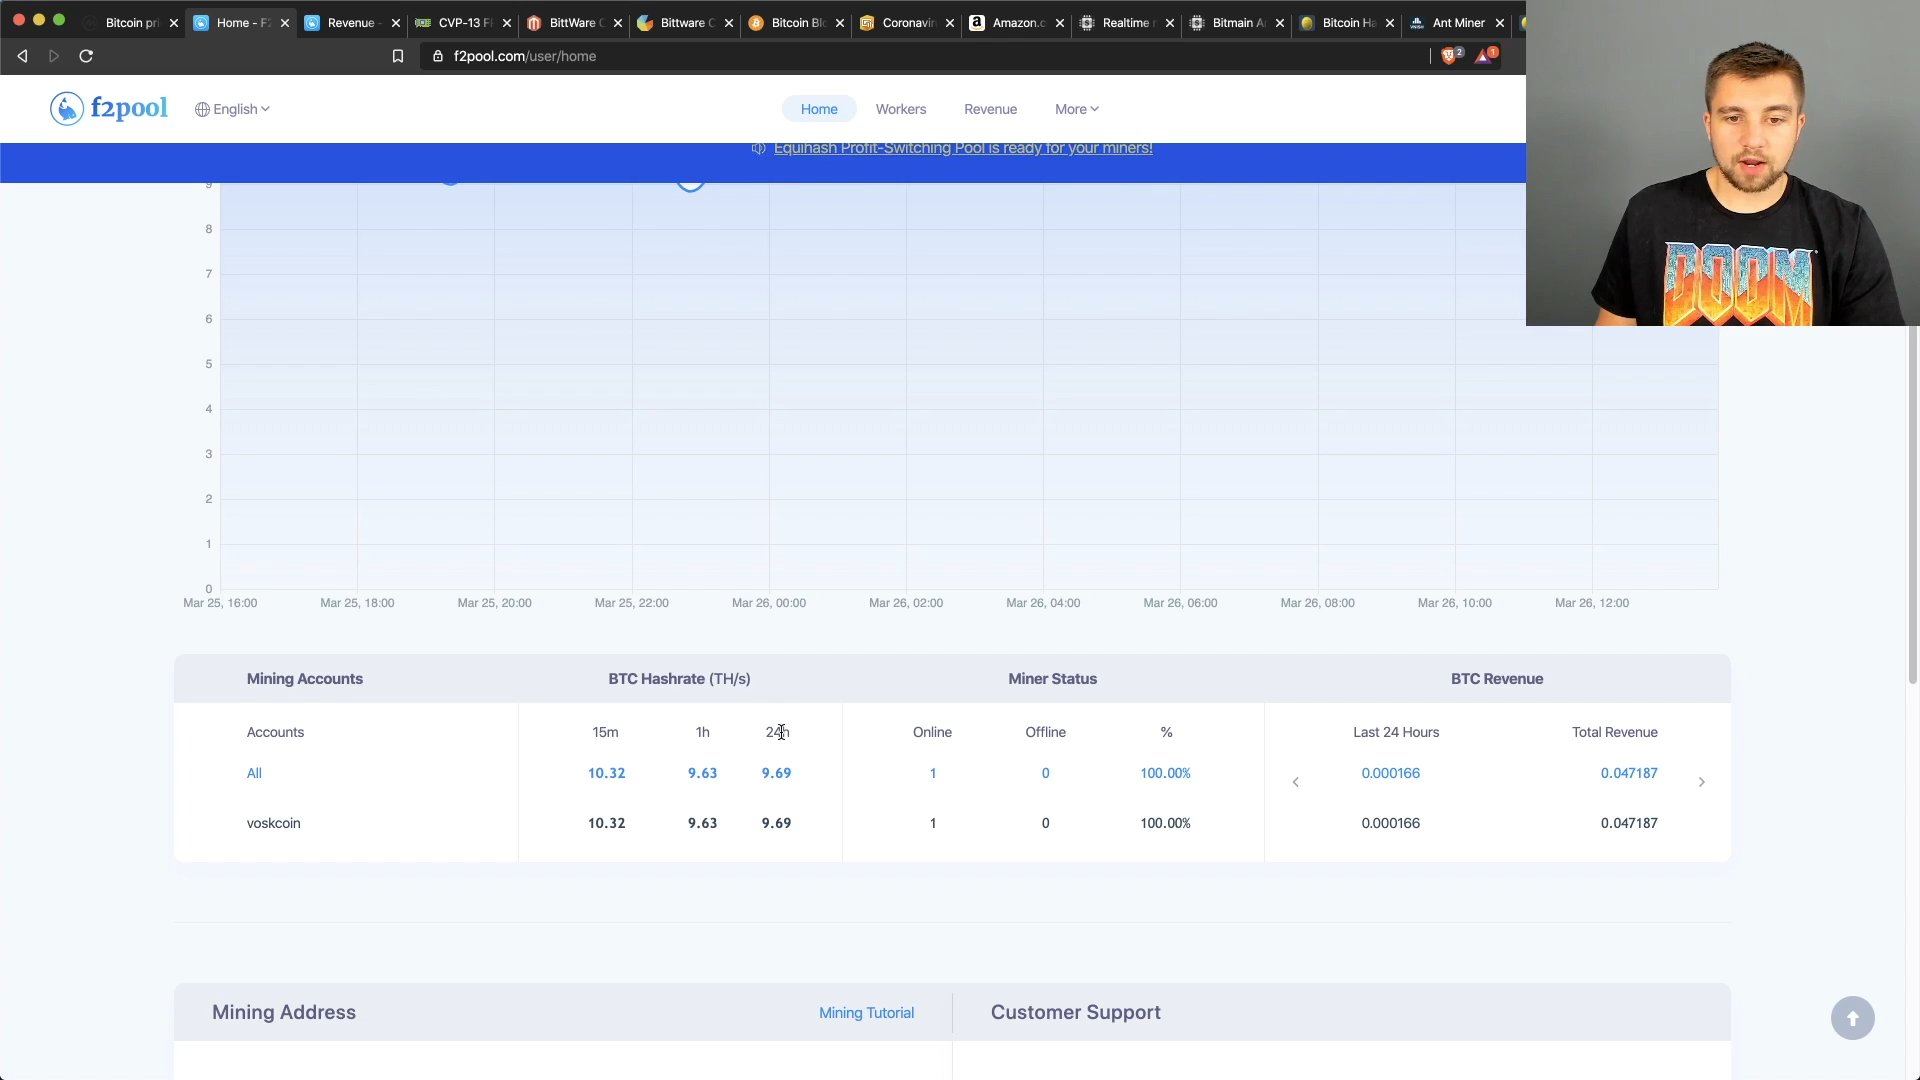 Bitcoin pri
Home - F2
Revenue -
CVP-13 F
BittWare C
Bittware C
Bitcoin Blo
Coronaviru
Amazon.c
Realtime
Bitmain A
Bitcoin Ha
Ant Miner
f2pool.com/user/home
2
1
f2pool
English
Home
Workers
Revenue
More
Equihash Profit-Switching Pool is ready for your miners!
DOOM
9
8
7
6
5
4
3
2
1
0
Mar 25, 16:00 Mar 25, 18:00 Mar 25, 20:00 Mar 25, 22:00 Mar 26, 00:00 Mar 26, 02:00 Mar 26, 04:00 Mar 26, 06:00 Mar 26, 08:00 Mar 26, 10:00 Mar 26, 12:00
Mining Accounts BTC Hashrate (TH/s) Miner Status BTC Revenue
Accounts 15m 1h 24h Online Offline % Last 24 Hours Total Revenue
All 10.32 9.63 9.69 1 0 100.00% 0.000166 0.047187
voskcoin 10.32 9.63 9.69 1 0 100.00% 0.000166 0.047187
Mining Address Mining Tutorial Customer Support